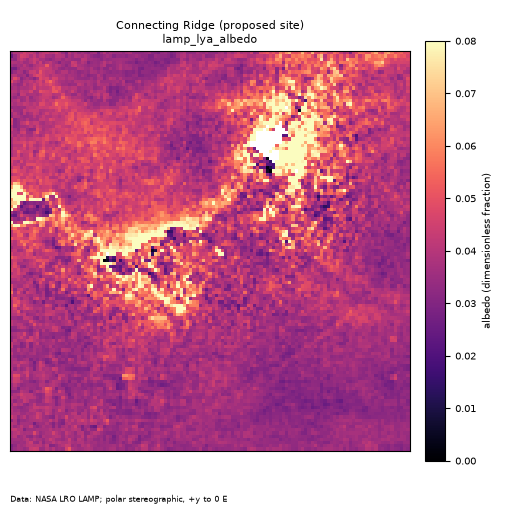 Connecting Ridge (proposed site)
lamp_lya_albedo
0.08
0.07
0.06
0.05
0.04
0.03
0.02
0.01
0.00
albedo (dimensionless fraction)
Data: NASA LRO LAMP; polar stereographic, +y to 0 E